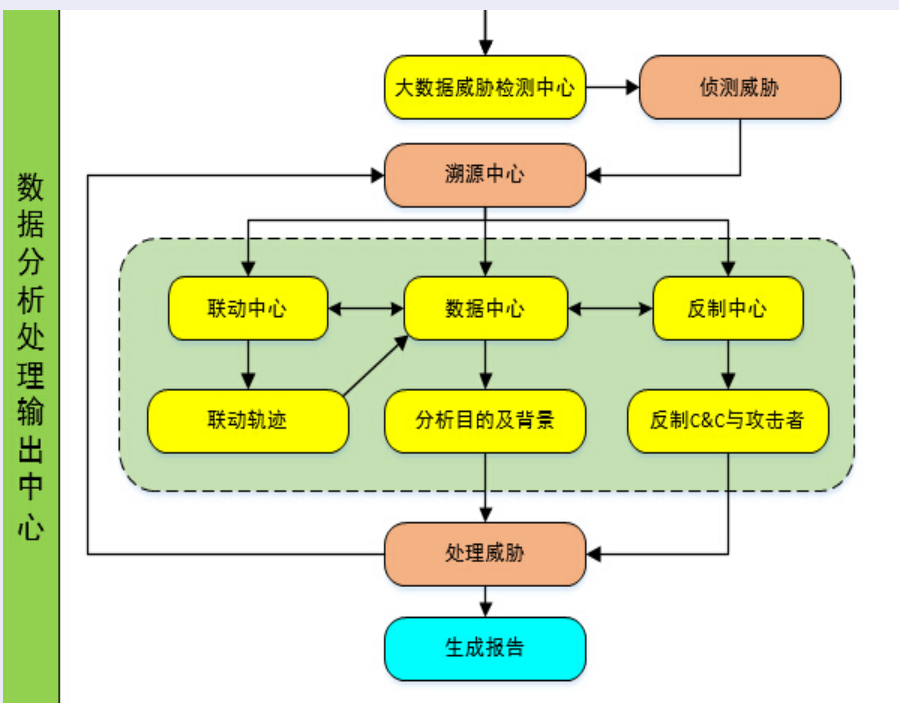 数据分析处理输出中心
大数据威胁检测中心
侦测威胁
溯源中心
联动中心
数据中心
反制中心
联动轨迹
分析目的及背景
反制C&C与攻击者
处理威胁
生成报告